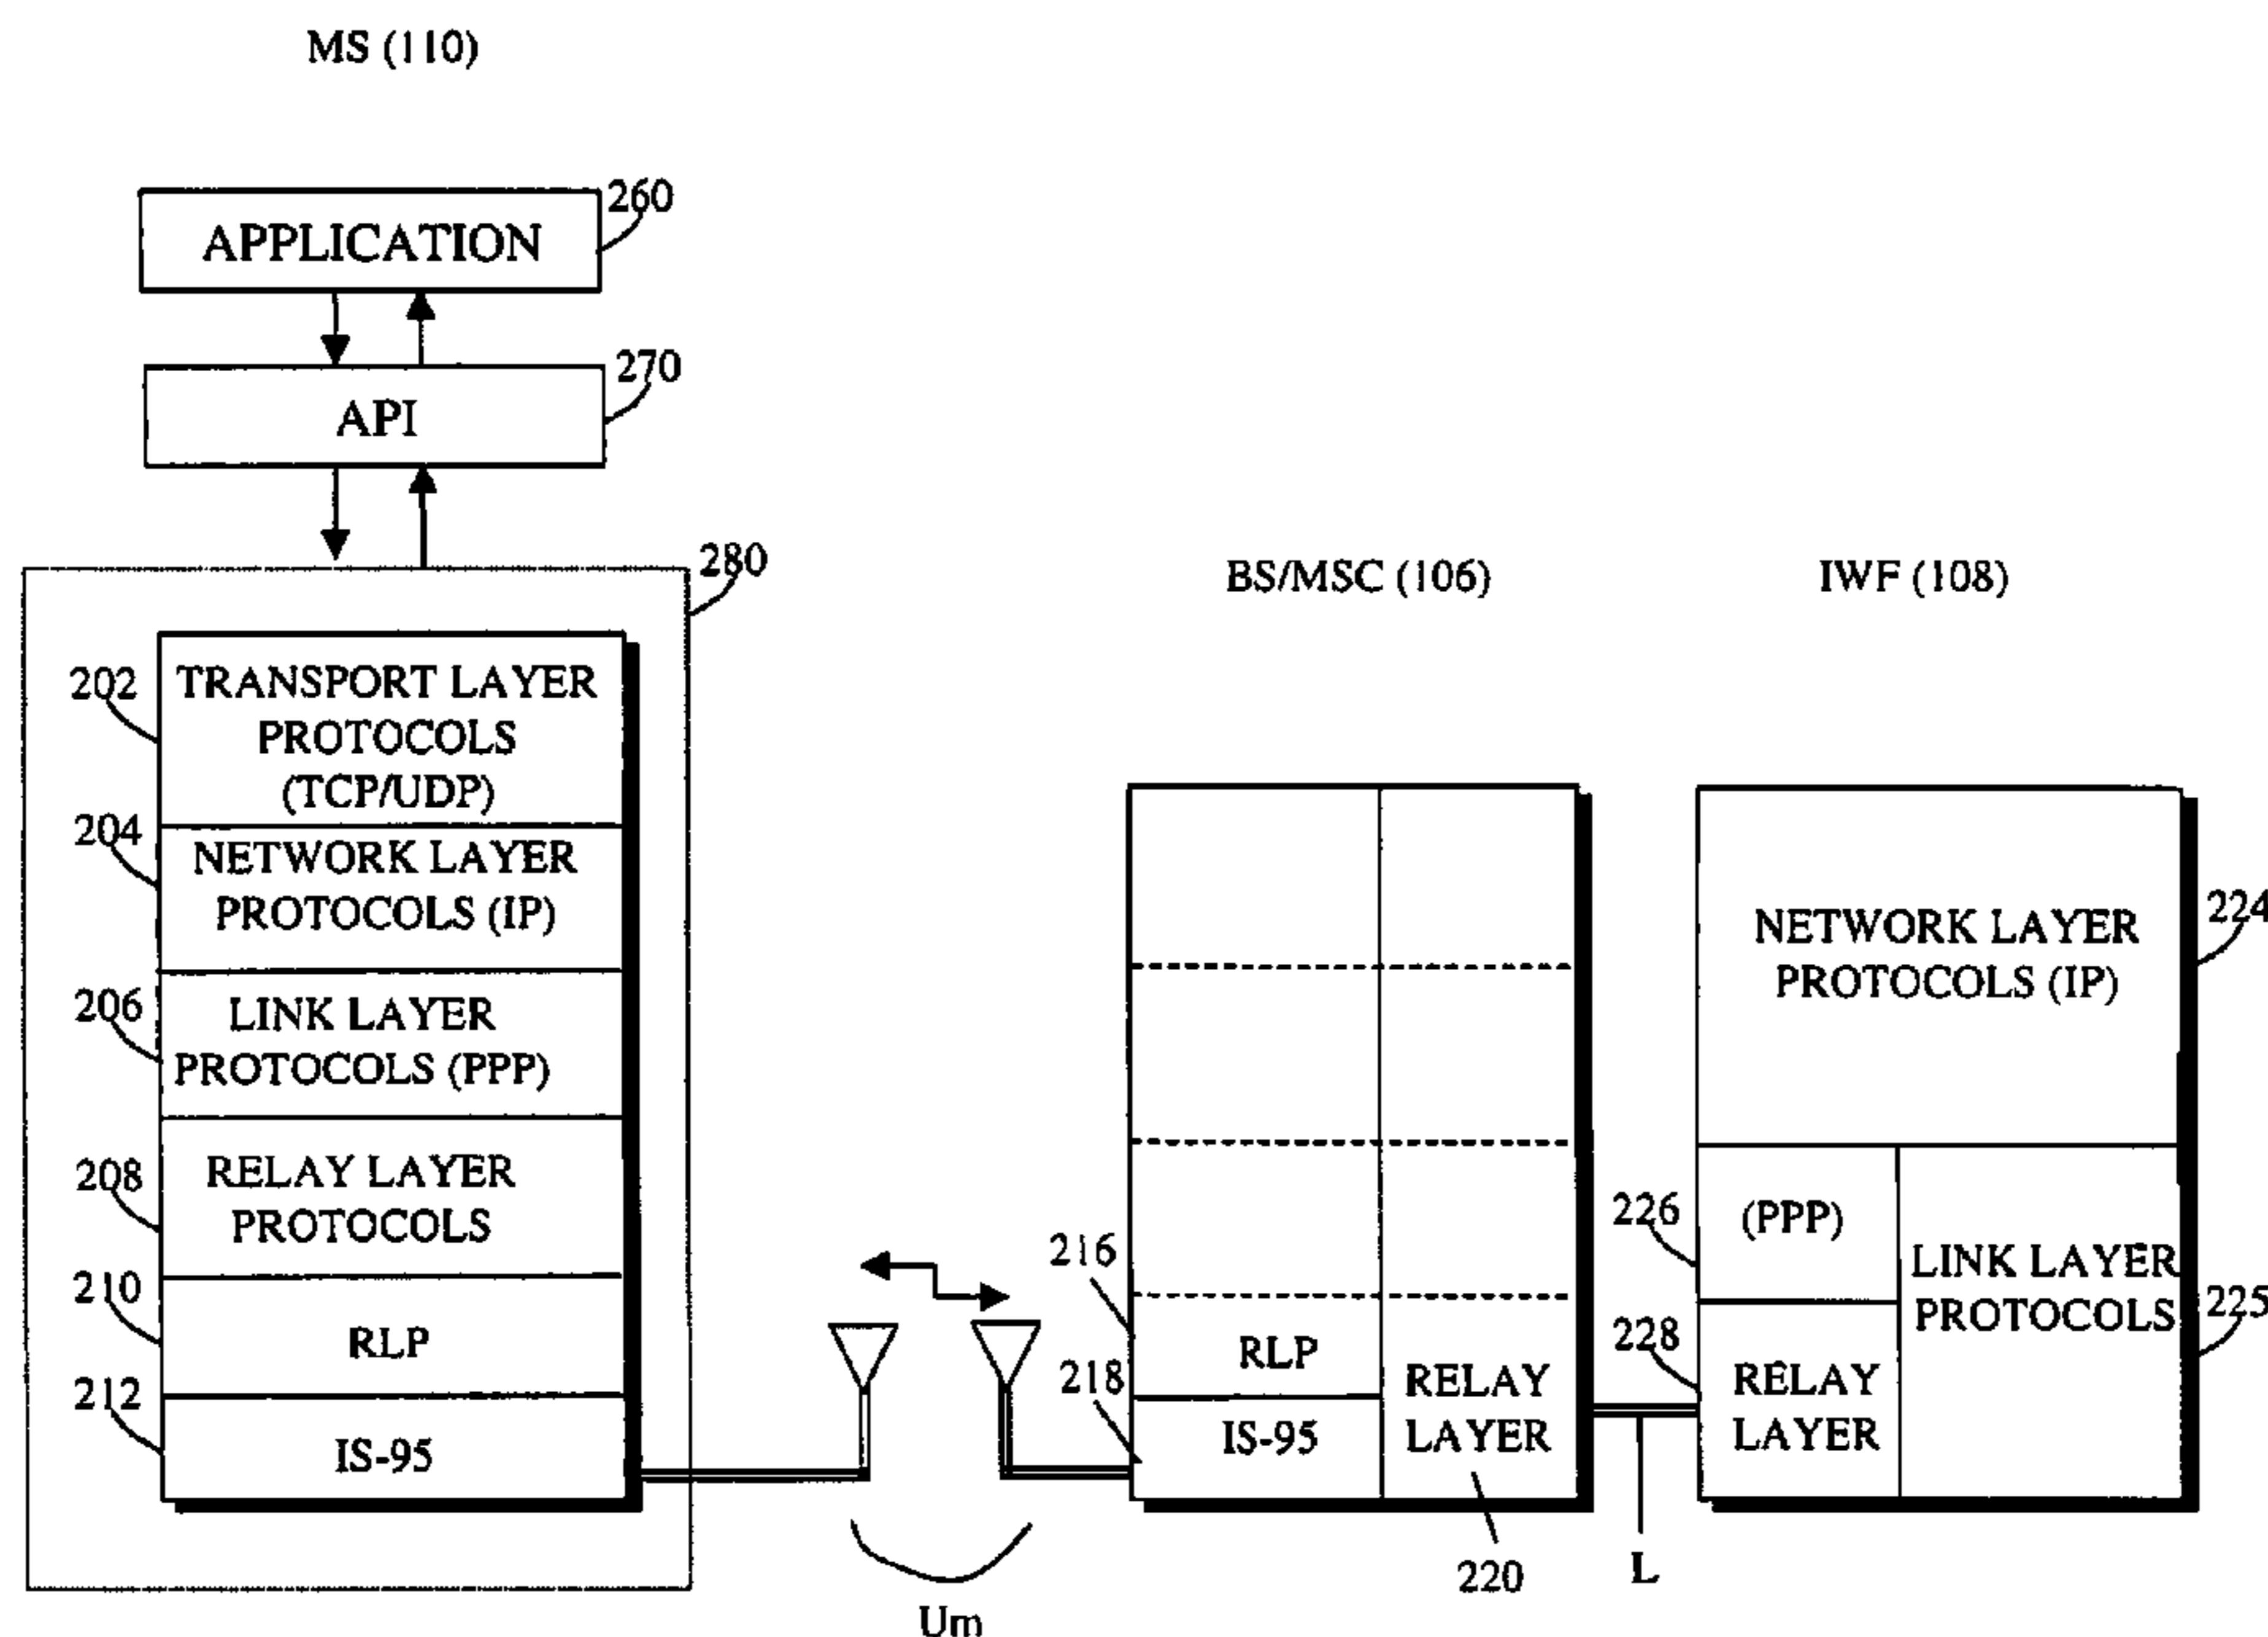 MS (110)
260
APPLICATION
270
API
280
BS/MSC (106)
IWF (108)
202
TRANSPORT LAYER
PROTOCOLS
(TCP/UDP)
204
NETWORK LAYER
PROTOCOLS (IP)
206
LINK LAYER
PROTOCOLS (PPP)
208
RELAY LAYER
PROTOCOLS
210
RLP
212
IS-95
Um
216
RLP
218
IS-95
RELAY
LAYER
220
L
224
NETWORK LAYER
PROTOCOLS (IP)
226
(PPP)
LINK LAYER
PROTOCOLS
225
228
RELAY
LAYER